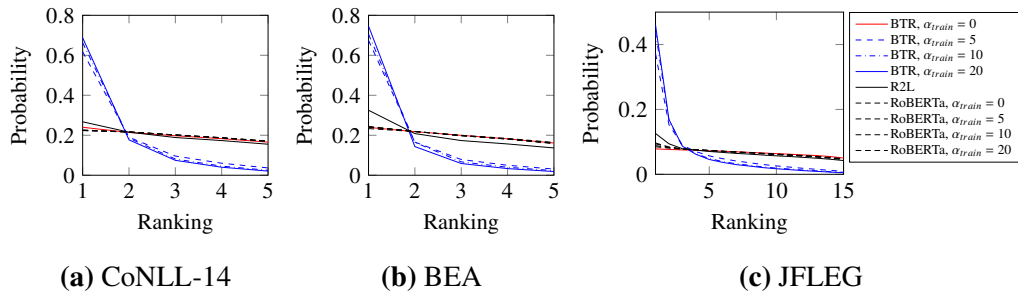 0.8
0.6
0.4
0.2
0
Probability
1 2 3 4 5
Ranking
(a) CoNLL-14
0.8
0.6
0.4
0.2
0
Probability
1 2 3 4 5
Ranking
(b) BEA
0.4
0.2
0
Probability
5 10 15
Ranking
(c) JFLEG
BTR, α_train = 0
BTR, α_train = 5
BTR, α_train = 10
BTR, α_train = 20
R2L
RoBERTa, α_train = 0
RoBERTa, α_train = 5
RoBERTa, α_train = 10
RoBERTa, α_train = 20